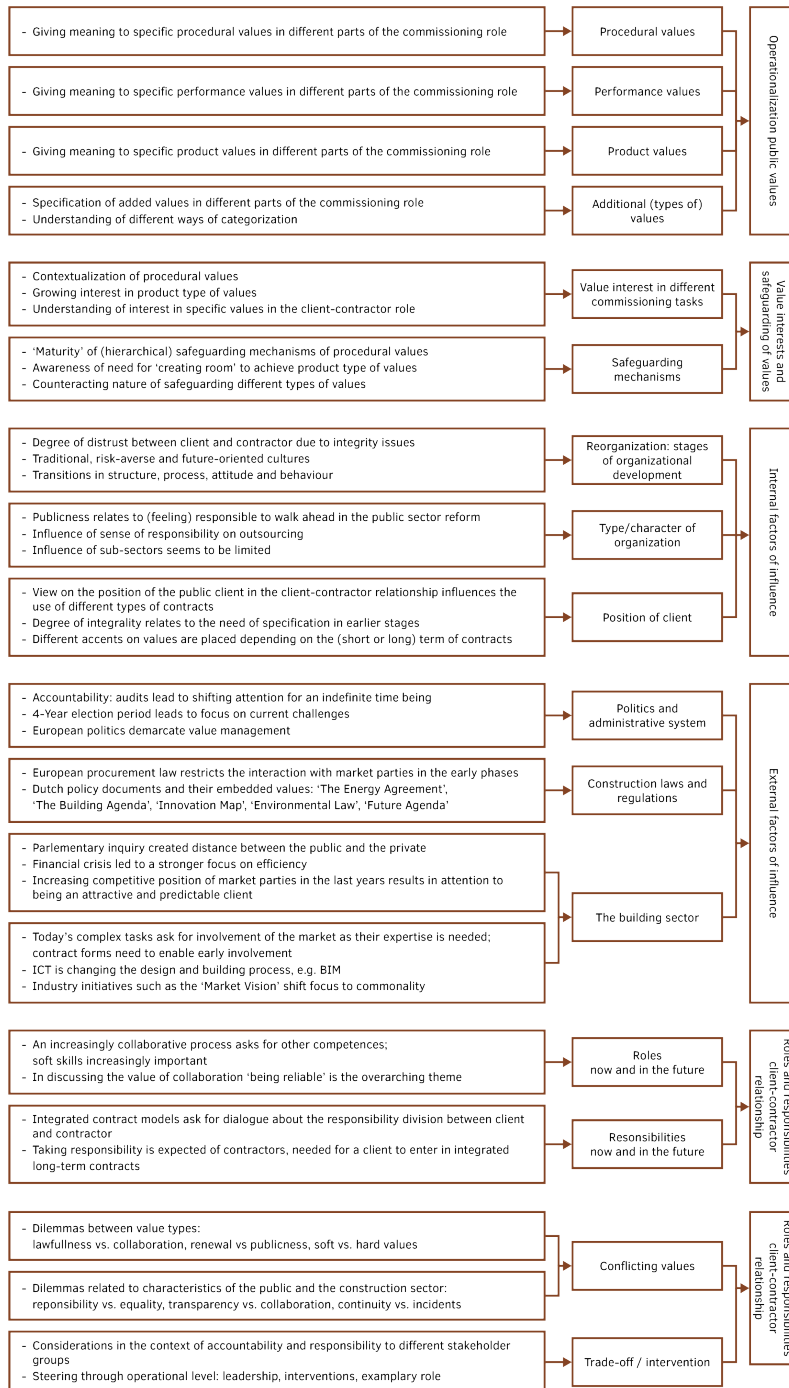 - Giving meaning to specific procedural values in different parts of the commissioning role
Procedural values
- Giving meaning to specific performance values in different parts of the commissioning role
Performance values
- Giving meaning to specific product values in different parts of the commissioning role
Product values
- Specification of added values in different parts of the commissioning role
- Understanding of different ways of categorization
Additional (types of)
values
Operationalization public values
- Contextualization of procedural values
- Growing interest in product type of values
- Understanding of interest in specific values in the client-contractor role
Value interest in different
commissioning tasks
- ‘Maturity’ of (hierarchical) safeguarding mechanisms of procedural values
- Awareness of need for ‘creating room’ to achieve product type of values
- Counteracting nature of safeguarding different types of values
Safeguarding
mechanisms
Value interests and
safeguarding of values
- Degree of distrust between client and contractor due to integrity issues
- Traditional, risk-averse and future-oriented cultures
- Transitions in structure, process, attitude and behaviour
Reorganization: stages
of organizational
development
- Publicness relates to (feeling) responsible to walk ahead in the public sector reform
- Influence of sense of responsibility on outsourcing
- Influence of sub-sectors seems to be limited
Type/character of
organization
- View on the position of the public client in the client-contractor relationship influences the
use of different types of contracts
- Degree of integrality relates to the need of specification in earlier stages
- Different accents on values are placed depending on the (short or long) term of contracts
Position of client
Internal factors of influence
- Accountability: audits lead to shifting attention for an indefinite time being
- 4-Year election period leads to focus on current challenges
- European politics demarcate value management
Politics and
administrative system
- European procurement law restricts the interaction with market parties in the early phases
- Dutch policy documents and their embedded values: ‘The Energy Agreement’,
‘The Building Agenda’, ‘Innovation Map’, ‘Environmental Law’, ‘Future Agenda’
Construction laws and
regulations
- Parlementary inquiry created distance between the public and the private
- Financial crisis led to a stronger focus on efficiency
- Increasing competitive position of market parties in the last years results in attention to
being an attractive and predictable client
- Today’s complex tasks ask for involvement of the market as their expertise is needed;
contract forms need to enable early involvement
- ICT is changing the design and building process, e.g. BIM
- Industry initiatives such as the ‘Market Vision’ shift focus to commonality
The building sector
External factors of influence
- An increasingly collaborative process asks for other competences;
soft skills increasingly important
- In discussing the value of collaboration ‘being reliable’ is the overarching theme
Roles
now and in the future
- Integrated contract models ask for dialogue about the responsibility division between client
and contractor
- Taking responsibility is expected of contractors, needed for a client to enter in integrated
long-term contracts
Resonsibilities
now and in the future
Roles and responsibilities
client-contractor
relationship
- Dilemmas between value types:
lawfullness vs. collaboration, renewal vs publicness, soft vs. hard values
- Dilemmas related to characteristics of the public and the construction sector:
reponsibility vs. equality, transparency vs. collaboration, continuity vs. incidents
Conflicting values
- Considerations in the context of accountability and responsibility to different stakeholder
groups
- Steering through operational level: leadership, interventions, examplary role
Trade-off / intervention
Roles and responsibilities
client-contractor
relationship